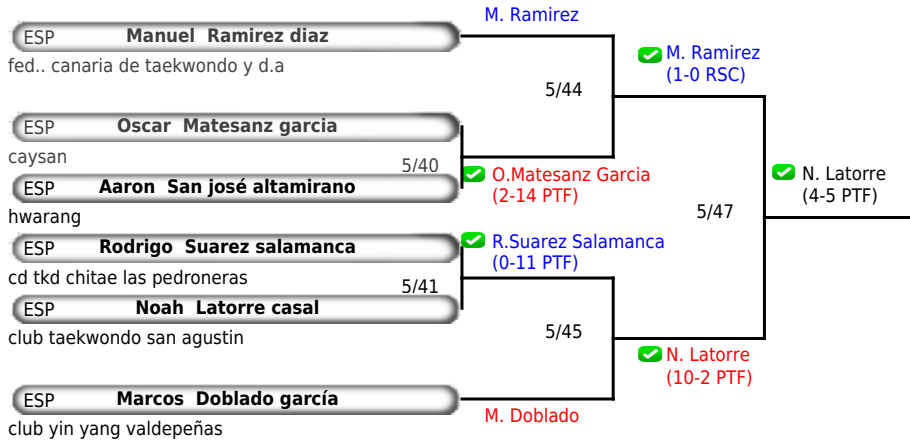 M. Ramirez
ESP Manuel Ramirez diaz
fed.. canaria de taekwondo y d.a
M. Ramirez
(1-0 RSC)
5/44
ESP Oscar Matesanz garcia
caysan
5/40
O.Matesanz Garcia
(2-14 PTF)
ESP Aaron San josé altamirano
hwarang
N. Latorre
(4-5 PTF)
5/47
ESP Rodrigo Suarez salamanca
R.Suarez Salamanca
(0-11 PTF)
cd tkd chitae las pedroneras
5/41
ESP Noah Latorre casal
club taekwondo san agustin
5/45
N. Latorre
(10-2 PTF)
ESP Marcos Doblado garcía
M. Doblado
club yin yang valdepeñas